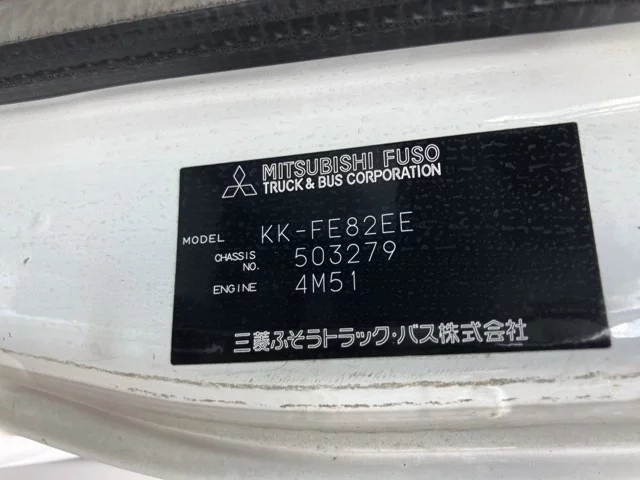 MITSUBISHI FUSO
TRUCK & BUS CORPORATION
MODEL KK-FE82EE
CHASSIS NO. 503279
ENGINE 4M51
三菱ふそうトラック・バス株式会社